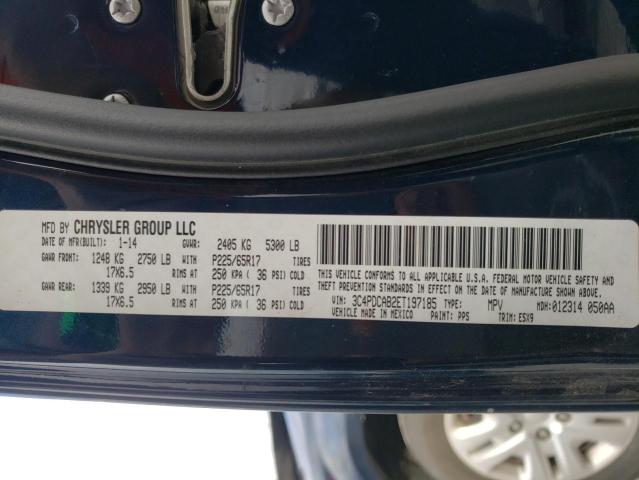 MFD BY CHRYSLER GROUP LLC
DATE OF MFR(BUILT): 1-14 GVWR: 2405 KG 5300 LB
GAWR FRONT: 1248 KG 2750 LB WITH P225/65R17 TIRES
17X6.5 RIMS AT 250 KPA ( 36 PSI) COLD
GAWR REAR: 1339 KG 2950 LB WITH P225/65R17 TIRES
17X6.5 RIMS AT 250 KPA ( 36 PSI) COLD
THIS VEHICLE CONFORMS TO ALL APPLICABLE U.S.A. FEDERAL MOTOR VEHICLE SAFETY, BUMPER,
AND THEFT PREVENTION STANDARDS IN EFFECT ON THE DATE OF MANUFACTURE SHOWN ABOVE.
VIN: 3C4PDCAB2ET197185 TYPE: MPV MDH: 012314 050AA
VEHICLE MADE IN MEXICO PAINT: PPS TRIM: E5X9